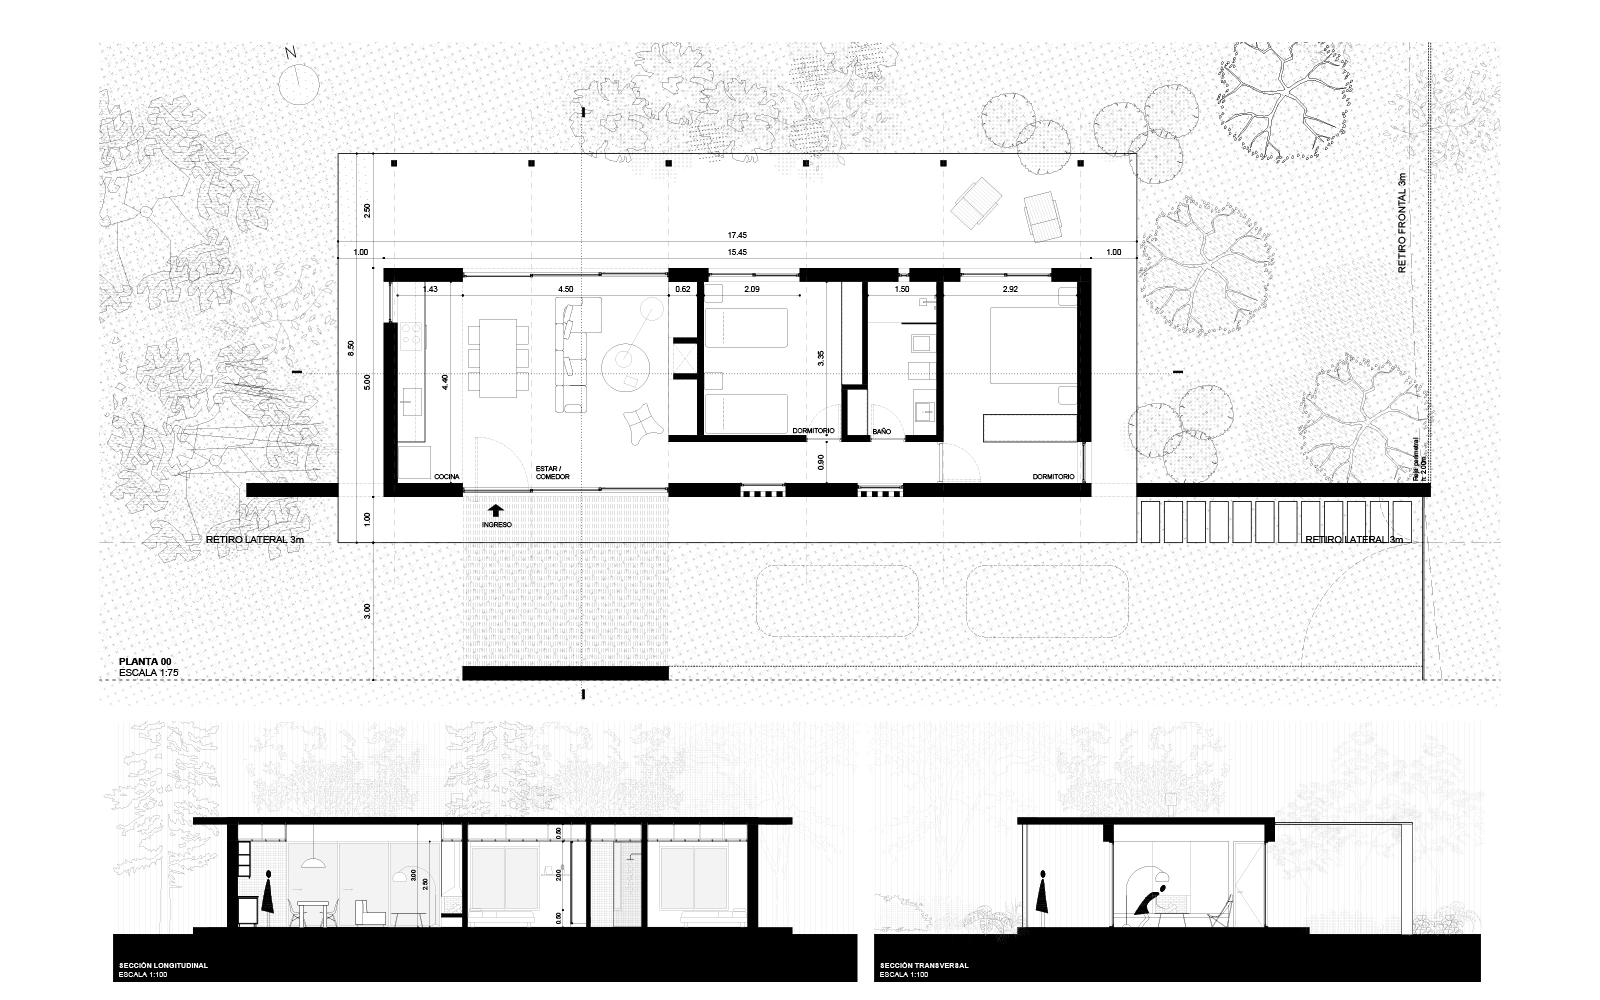 N
RETIRO FRONTAL 3m
2.50
17.45
1.00
15.45
1.00
1.43
4.50
0.62
2.09
1.50
2.92
8.50
5.00
4.40
3.35
DORMITORIO
BAÑO
0.90
COCINA
ESTAR /
COMEDOR
DORMITORIO
Reja perimetral
h: 2.00m
1.00
INGRESO
RETIRO LATERAL 3m
RETIRO LATERAL 3m
3.00
PLANTA 00
ESCALA 1:75
0.50
3.00
2.50
2.00
0.50
SECCIÓN LONGITUDINAL
ESCALA 1:100
SECCIÓN TRANSVERSAL
ESCALA 1:100